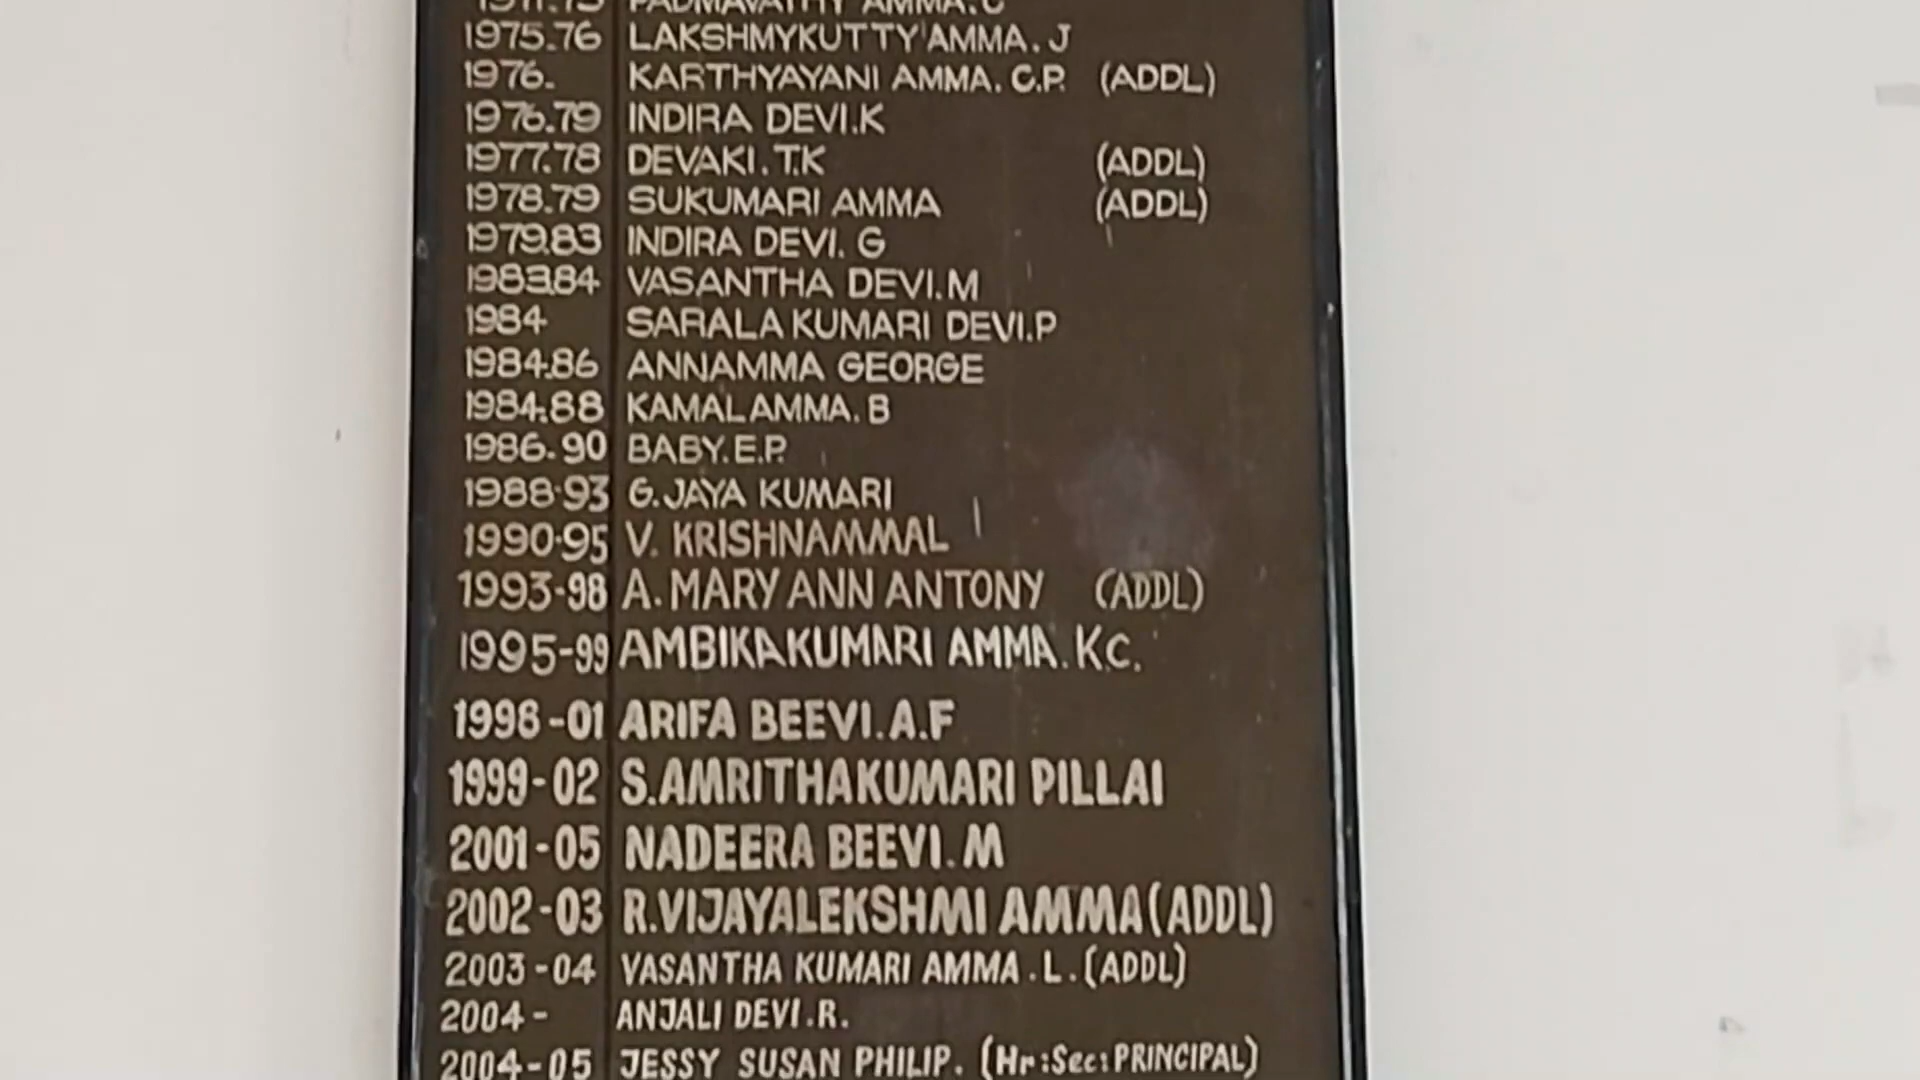 PADMAVATHY AMMA.C
1975.76 LAKSHMYKUTTY AMMA. J
1976. KARTHYAYANI AMMA. C.P. (ADDL)
1976.79 INDIRA DEVI.K
1977.78 DEVAKI. T.K (ADDL)
1978.79 SUKUMARI AMMA (ADDL)
1979.83 INDIRA DEVI. G
1983.84 VASANTHA DEVI.M
1984 SARALA KUMARI DEVI.P
1984.86 ANNAMMA GEORGE
1984.88 KAMALAMMA. B
1986-90 BABY. E.P.
1988-93 G. JAYA KUMARI
1990-95 V. KRISHNAMMAL
1993-98 A. MARY ANN ANTONY (ADDL)
1995-99 AMBIKAKUMARI AMMA. K.C.
1998-01 ARIFA BEEVI.A.F
1999-02 S.AMRITHAKUMARI PILLAI
2001-05 NADEERA BEEVI.M
2002-03 R.VIJAYALEKSHMI AMMA (ADDL)
2003-04 VASANTHA KUMARI AMMA . L . (ADDL)
2004- ANJALI DEVI .R.
2004-05 JESSY SUSAN PHILIP. (Hr:Sec: PRINCIPAL)